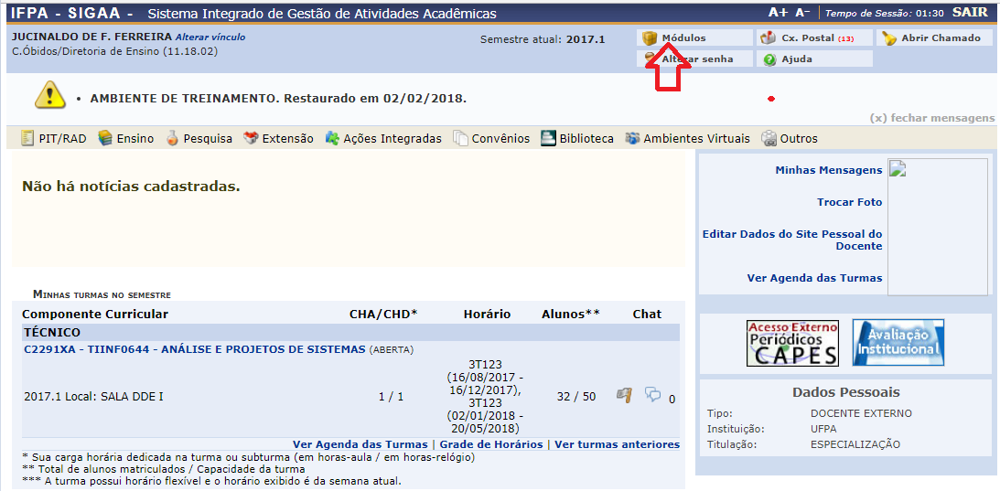 IFPA - SIGAA - Sistema Integrado de Gestão de Atividades Acadêmicas
A+ A- | Tempo de Sessão: 01:30 SAIR
JUCINALDO DE F. FERREIRA Alterar vínculo
C.Óbidos/Diretoria de Ensino (11.18.02)
Semestre atual: 2017.1
Módulos Cx. Postal (13) Abrir Chamado
Alterar senha Ajuda
• AMBIENTE DE TREINAMENTO. Restaurado em 02/02/2018.
(x) fechar mensagens
PIT/RAD Ensino Pesquisa Extensão Ações Integradas Convênios Biblioteca Ambientes Virtuais Outros
Não há notícias cadastradas.
Minhas Mensagens
Trocar Foto
Editar Dados do Site Pessoal do
Docente
Ver Agenda das Turmas
MINHAS TURMAS NO SEMESTRE
Componente Curricular CHA/CHD* Horário Alunos** Chat
TÉCNICO
C2291XA - TIINF0644 - ANÁLISE E PROJETOS DE SISTEMAS (ABERTA)
2017.1 Local: SALA DDE I
1 / 1
3T123
(16/08/2017 -
16/12/2017),
3T123
(02/01/2018 -
20/05/2018)
32 / 50
0
Ver Agenda das Turmas | Grade de Horários | Ver turmas anteriores
* Sua carga horária dedicada na turma ou subturma (em horas-aula / em horas-relógio)
** Total de alunos matriculados / Capacidade da turma
*** A turma possui horário flexível e o horário exibido é da semana atual.
Acesso Externo
Periódicos
CAPES
Avaliação
Institucional
Dados Pessoais
Tipo: DOCENTE EXTERNO
Instituição: UFPA
Titulação: ESPECIALIZAÇÃO